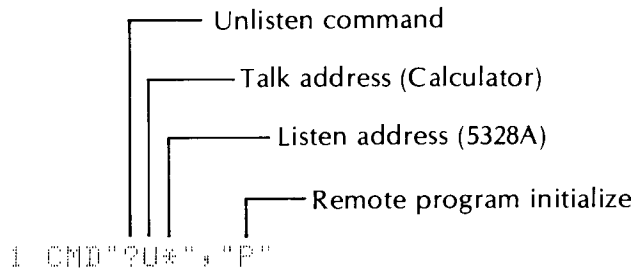 Unlisten command
Talk address (Calculator)
Listen address (5328A)
Remote program initialize
1 CMD"?U*","P"